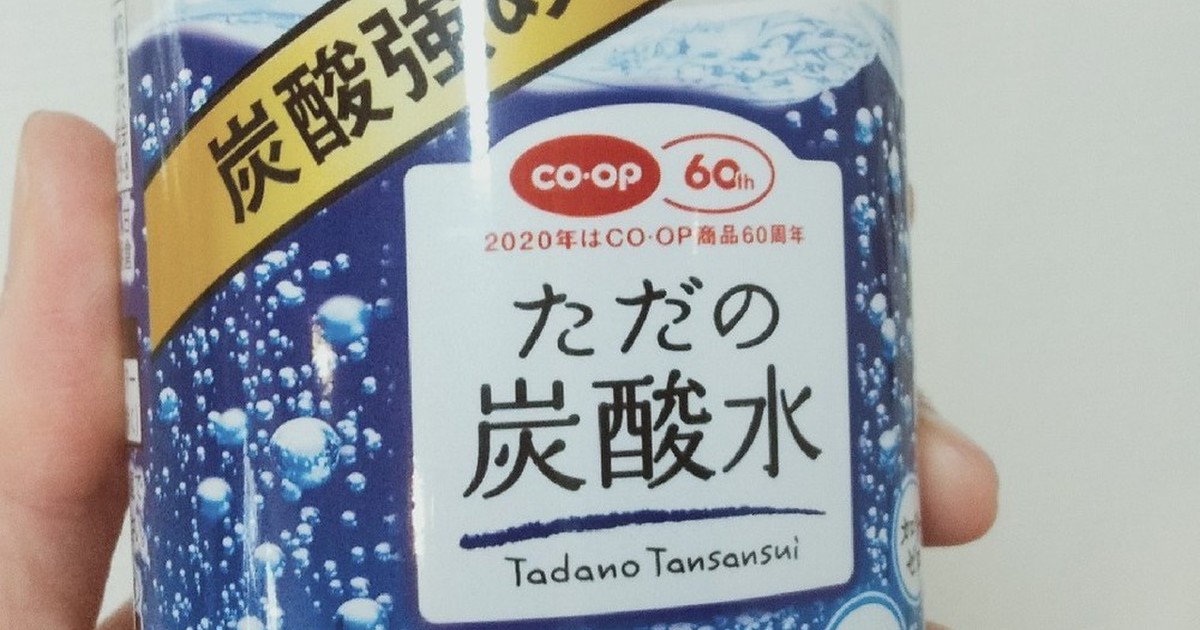 炭酸強め
CO·OP 60th
2020年はCO·OP商品60周年
ただの
炭酸水
Tadano Tansansui